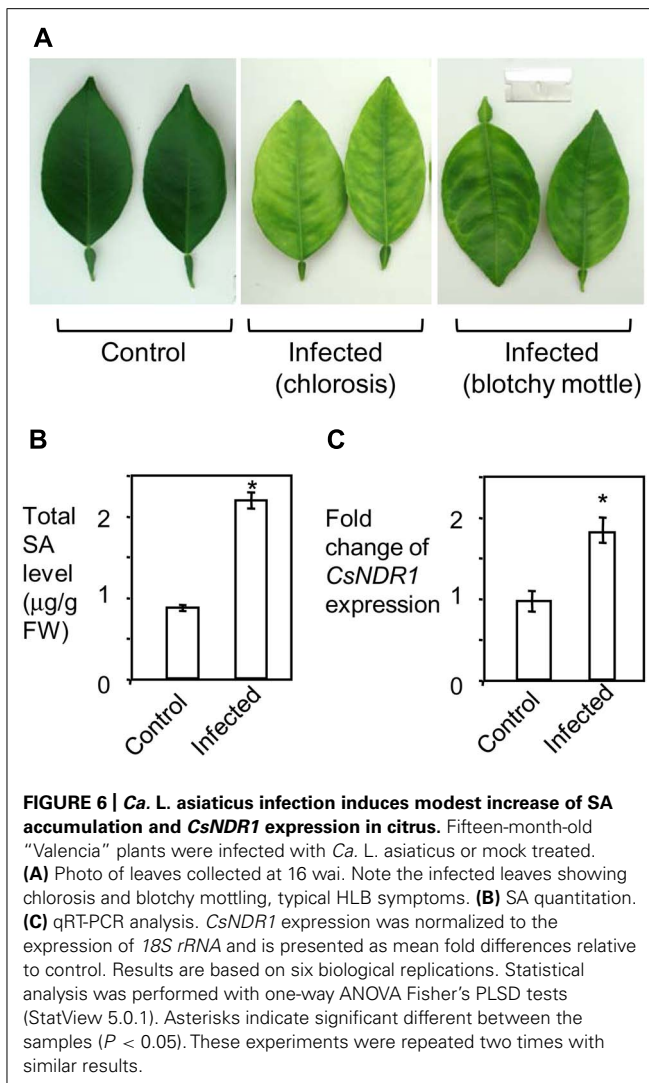 A
Control
Infected
(chlorosis)
Infected
(blotchy mottle)
B
Total
SA
level
(µg/g
FW)
2
1
0
*
Control
Infected
C
Fold
change of
CsNDR1
expression
2
1
0
*
Control
Infected
FIGURE 6 | Ca. L. asiaticus infection induces modest increase of SA
accumulation and CsNDR1 expression in citrus. Fifteen-month-old
"Valencia" plants were infected with Ca. L. asiaticus or mock treated.
(A) Photo of leaves collected at 16 wai. Note the infected leaves showing
chlorosis and blotchy mottling, typical HLB symptoms. (B) SA quantitation.
(C) qRT-PCR analysis. CsNDR1 expression was normalized to the
expression of 18S rRNA and is presented as mean fold differences relative
to control. Results are based on six biological replications. Statistical
analysis was performed with one-way ANOVA Fisher's PLSD tests
(StatView 5.0.1). Asterisks indicate significant different between the
samples (P < 0.05). These experiments were repeated two times with
similar results.